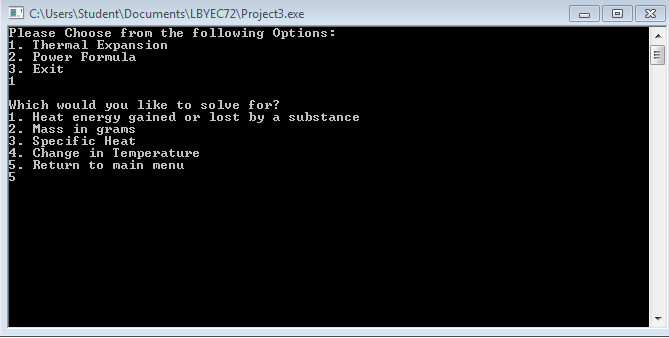 C:\Users\Student\Documents\LBYEC72\Project3.exe
Please Choose from the following Options:
1. Thermal Expansion
2. Power Formula
3. Exit
1
Which would you like to solve for?
1. Heat energy gained or lost by a substance
2. Mass in grams
3. Specific Heat
4. Change in Temperature
5. Return to main menu
5